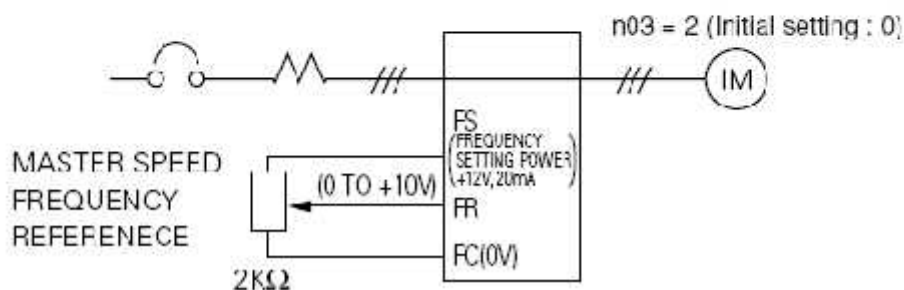 n03 = 2 (Initial setting : 0)
IM
FS
(FREQUENCY
SETTING POWER
+12V, 20mA)
MASTER SPEED
FREQUENCY
REFERENECE
(0 TO +10V)
FR
FC(0V)
2KΩ